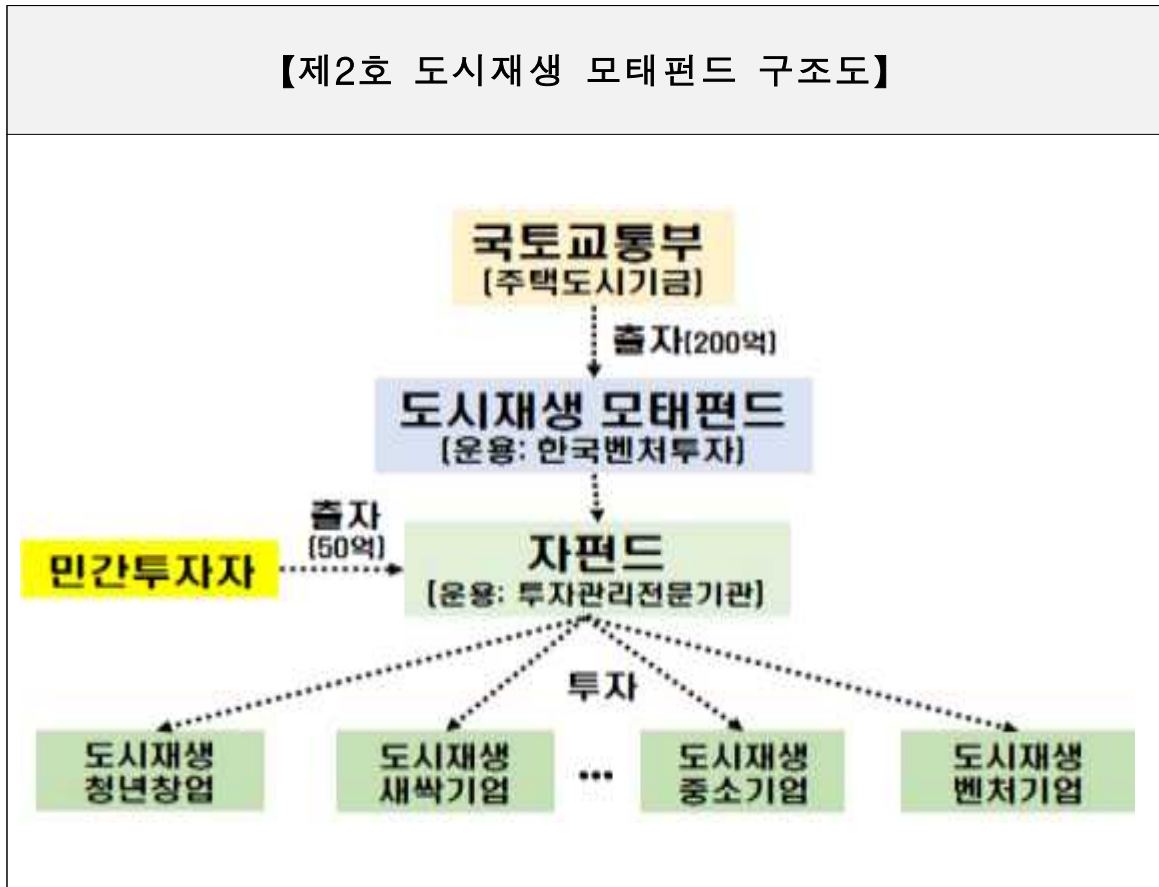 【제2호 도시재생 모태펀드 구조도】
국토교통부
(주택도시기금)
출자(200억)
도시재생 모태펀드
(운용: 한국벤처투자)
출자
(50억)
민간투자자
자펀드
(운용: 투자관리전문기관)
투자
도시재생
청년창업
도시재생
새싹기업
...
도시재생
중소기업
도시재생
벤처기업